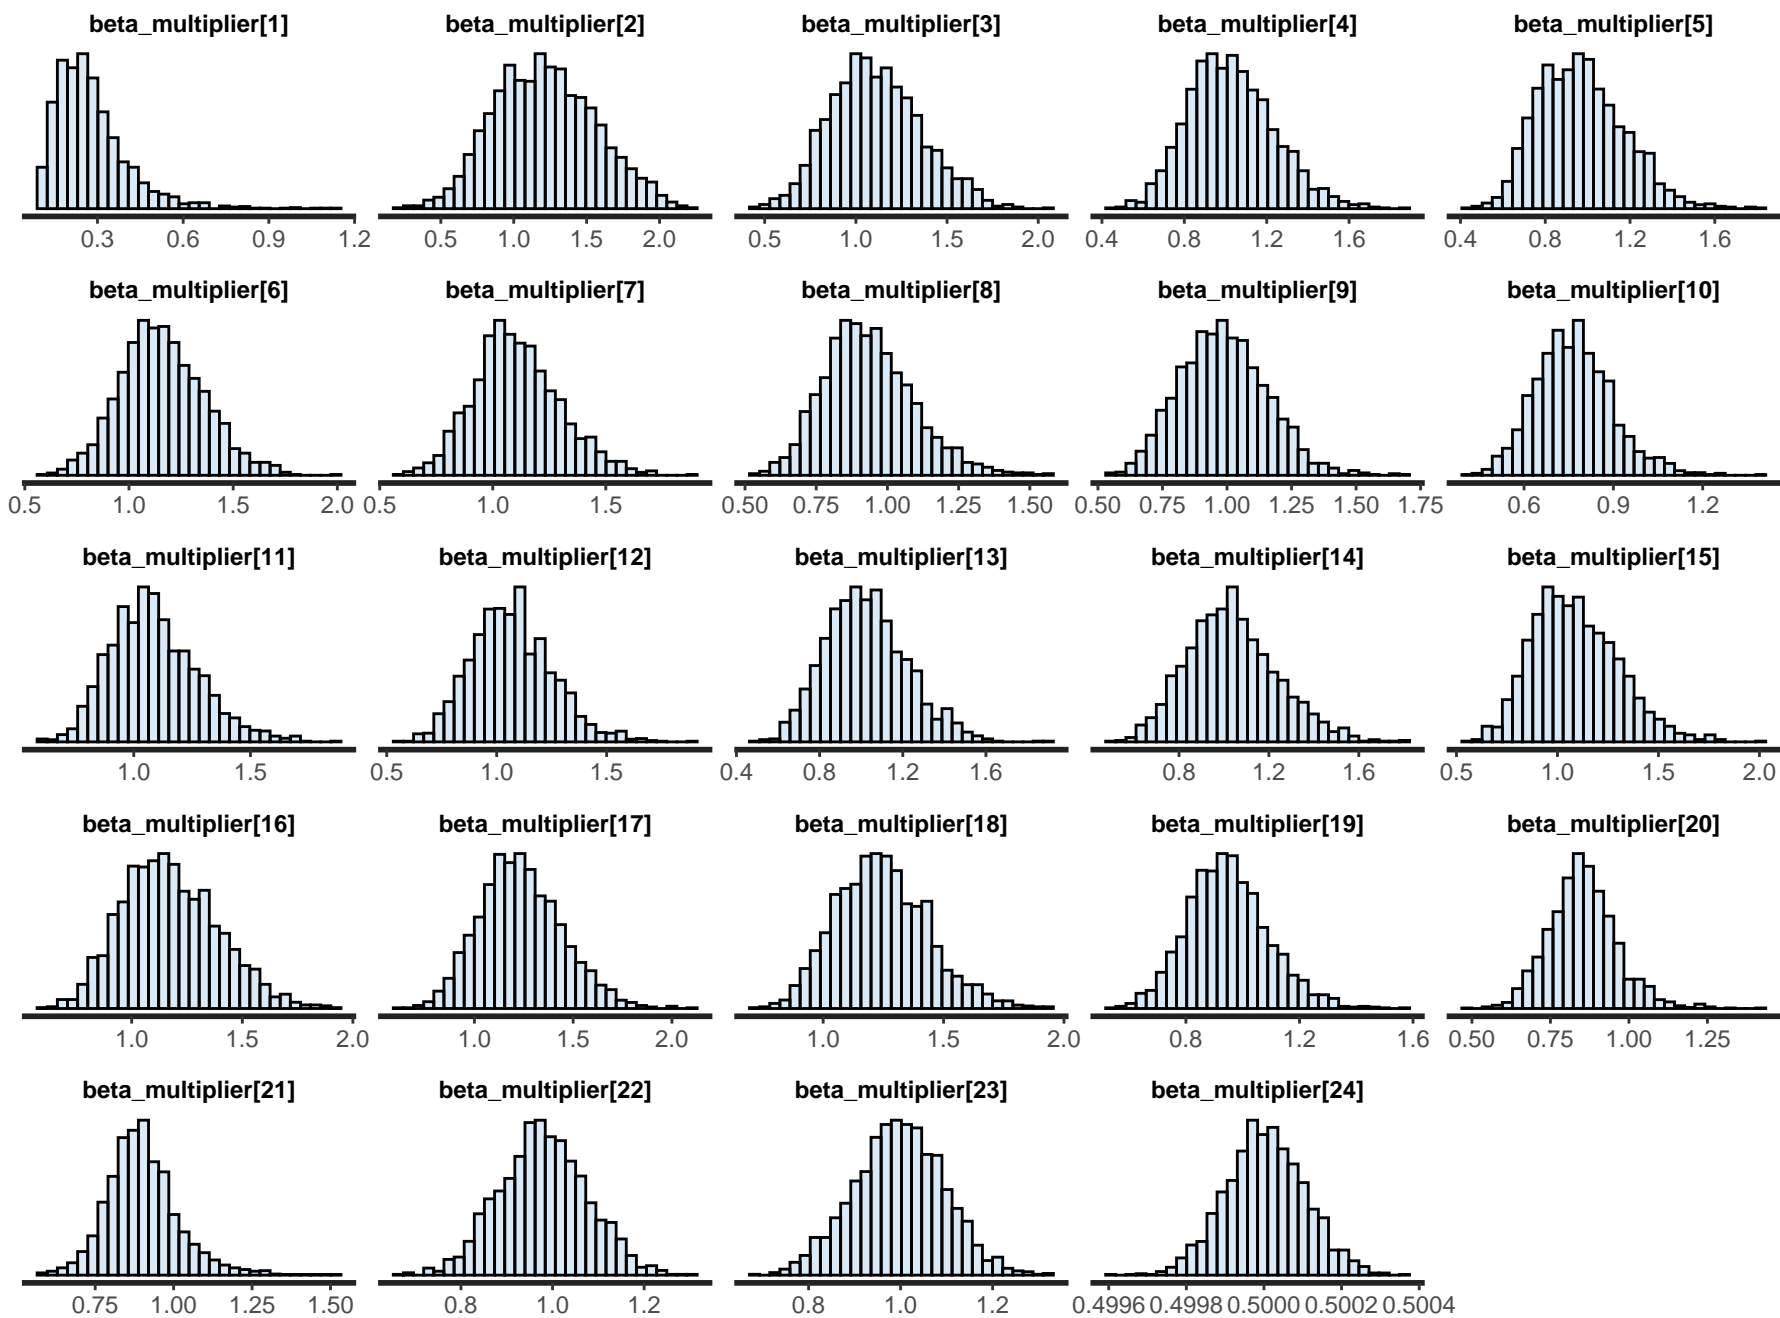 beta_multiplier[1] beta_multiplier[2] beta_multiplier[3] beta_multiplier[4] beta_multiplier[5]
0.3 0.6 0.9 1.2 0.5 1.0 1.5 2.0 0.5 1.0 1.5 2.0 0.4 0.8 1.2 1.6 0.4 0.8 1.2 1.6
beta_multiplier[6] beta_multiplier[7] beta_multiplier[8] beta_multiplier[9] beta_multiplier[10]
0.5 1.0 1.5 2.0 0.5 1.0 1.5 0.50 0.75 1.00 1.25 1.50 0.50 0.75 1.00 1.25 1.50 1.75 0.6 0.9 1.2
beta_multiplier[11] beta_multiplier[12] beta_multiplier[13] beta_multiplier[14] beta_multiplier[15]
1.0 1.5 0.5 1.0 1.5 0.4 0.8 1.2 1.6 0.8 1.2 1.6 0.5 1.0 1.5 2.0
beta_multiplier[16] beta_multiplier[17] beta_multiplier[18] beta_multiplier[19] beta_multiplier[20]
1.0 1.5 2.0 1.0 1.5 2.0 1.0 1.5 2.0 0.8 1.2 1.6 0.50 0.75 1.00 1.25
beta_multiplier[21] beta_multiplier[22] beta_multiplier[23] beta_multiplier[24]
0.75 1.00 1.25 1.50 0.8 1.0 1.2 0.8 1.0 1.2 0.4996 0.4998 0.5000 0.5002 0.5004